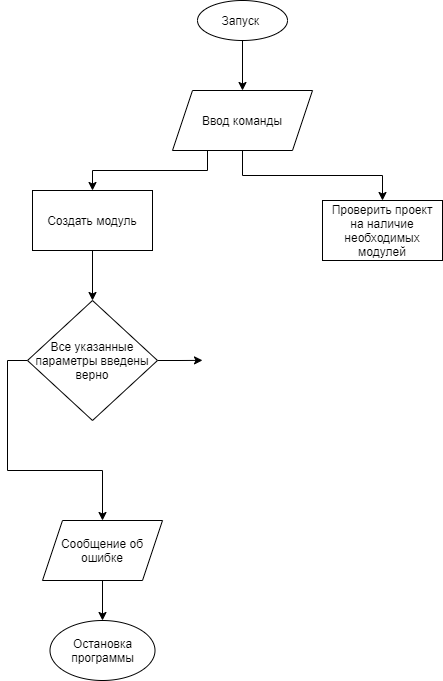 Запуск
Ввод команды
Создать модуль
Проверить проект
на наличие
необходимых
модулей
Все указанные
параметры введены
верно
Сообщение об
ошибке
Остановка
программы